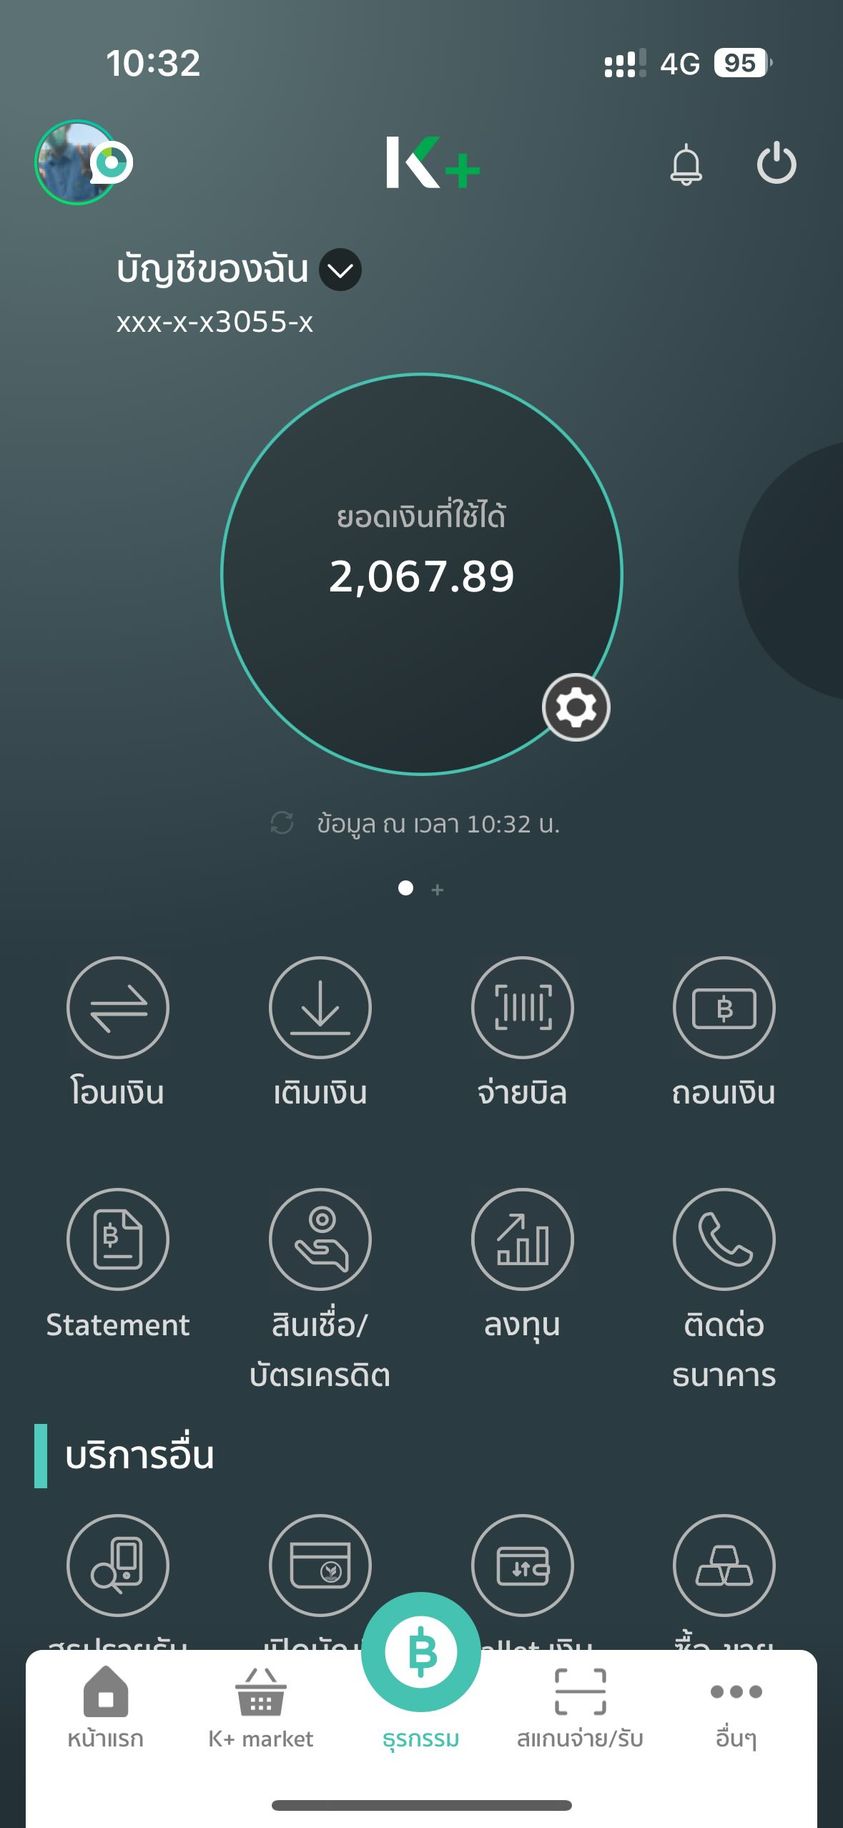 10:32
4G 95
K+
บัญชีของฉัน
xxx-x-x3055-x
ยอดเงินที่ใช้ได้
2,067.89
ข้อมูล ณ เวลา 10:32 น.
โอนเงิน เติมเงิน จ่ายบิล ถอนเงิน
Statement สินเชื่อ/ ลงทุน ติดต่อ
บัตรเครดิต ธนาคาร
บริการอื่น
ซื้อ ขาย
หน้าแรก K+ market ธุรกรรม สแกนจ่าย/รับ อื่นๆ